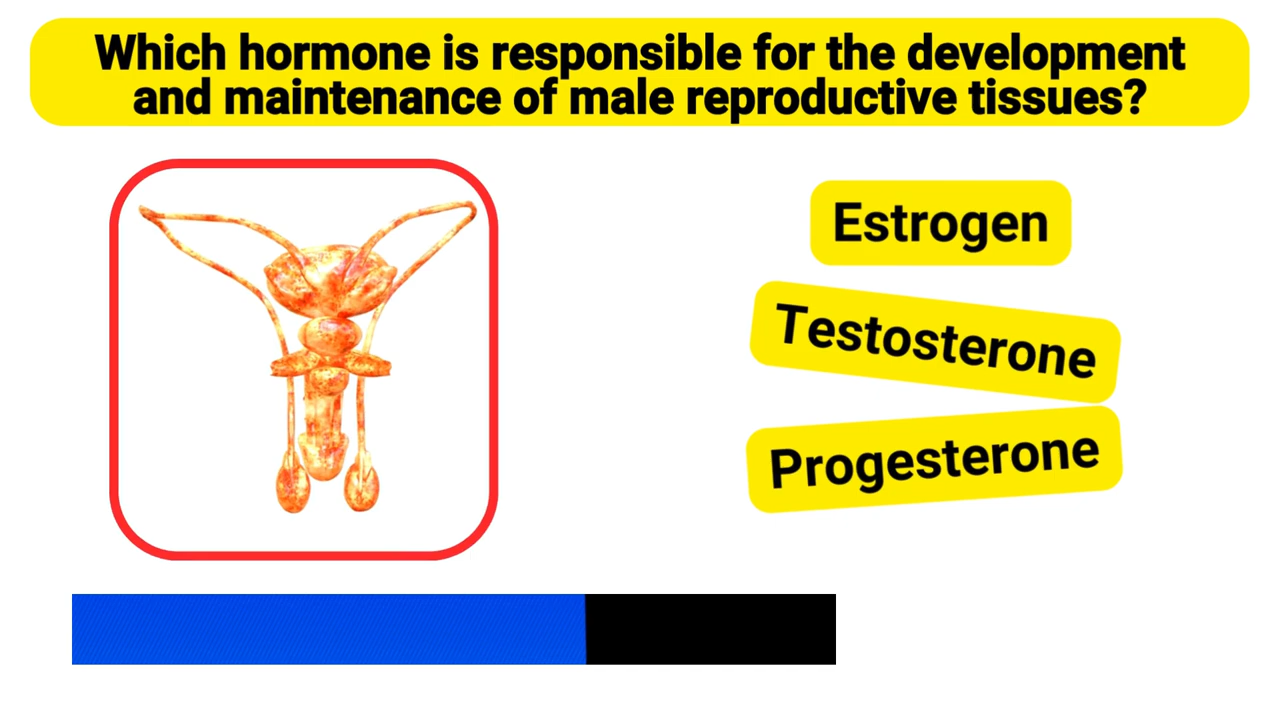 Which hormone is responsible for the development
and maintenance of male reproductive tissues?
Estrogen
Testosterone
Progesterone